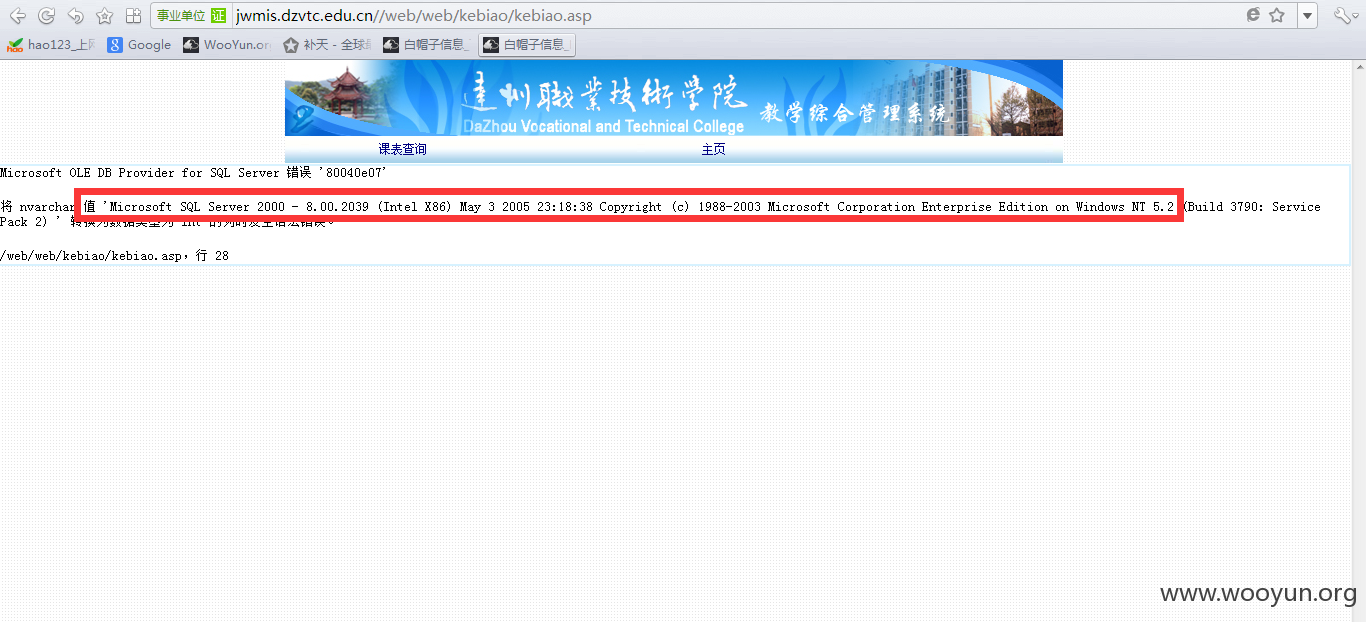 事业单位 证 jwmis.dzvtc.edu.cn//web/web/kebiao/kebiao.asp
hao123_上网 Google WooYun.org 补天 - 全球 白帽子信息_ 白帽子信息_
達州職業技術学院 教学综合管理系统
DaZhou Vocational and Technical College
课表查询 主页
Microsoft OLE DB Provider for SQL Server 错误 '80040e07'
将 nvarchar 值 'Microsoft SQL Server 2000 - 8.00.2039 (Intel X86) May 3 2005 23:18:38 Copyright (c) 1988-2003 Microsoft Corporation Enterprise Edition on Windows NT 5.2 (Build 3790: Service
Pack 2) ' 转换为数据类型为 int 的列时发生语法错误。
/web/web/kebiao/kebiao.asp，行 28
www.wooyun.org